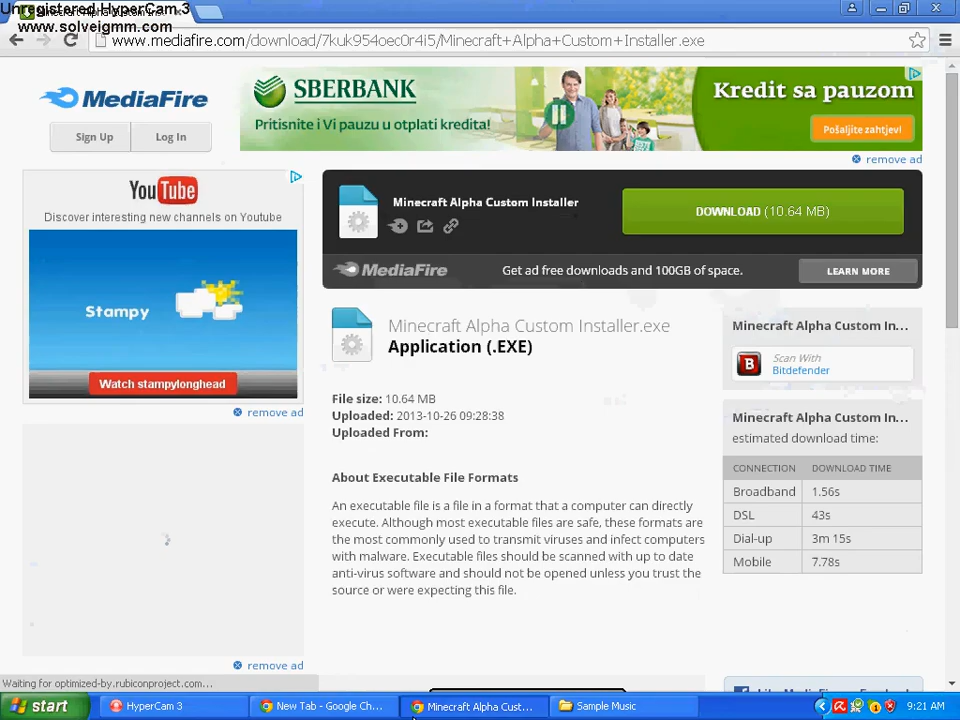 Unregistered HyperCam 3
www.solveigmm.com
www.mediafire.com/download/7kuk954oec0r4i5/Minecraft+Alpha+Custom+Installer.exe
MediaFire
Sign Up
Log In
SBERBANK
Pritisnite i Vi pauzu u otplati kredita!
Kredit sa pauzom
Pošaljite zahtjev!
remove ad
YouTube
Discover interesting new channels on Youtube
Stampy
Watch stampylonghead
remove ad
Minecraft Alpha Custom Installer
DOWNLOAD (10.64 MB)
MediaFire
Get ad free downloads and 100GB of space.
LEARN MORE
Minecraft Alpha Custom Installer.exe
Application (.EXE)
File size: 10.64 MB
Uploaded: 2013-10-26 09:28:38
Uploaded From:
About Executable File Formats
An executable file is a file in a format that a computer can directly
execute. Although most executable files are safe, these formats are
the most commonly used to transmit viruses and infect computers
with malware. Executable files should be scanned with up to date
anti-virus software and should not be opened unless you trust the
source or were expecting this file.
Minecraft Alpha Custom In...
B
Scan With
Bitdefender
Minecraft Alpha Custom In...
estimated download time:
CONNECTION DOWNLOAD TIME
Broadband 1.56s
DSL 43s
Dial-up 3m 15s
Mobile 7.78s
remove ad
Waiting for optimized-by.rubiconproject.com...
start
HyperCam 3
New Tab - Google Ch...
Minecraft Alpha Cust...
Sample Music
9:21 AM